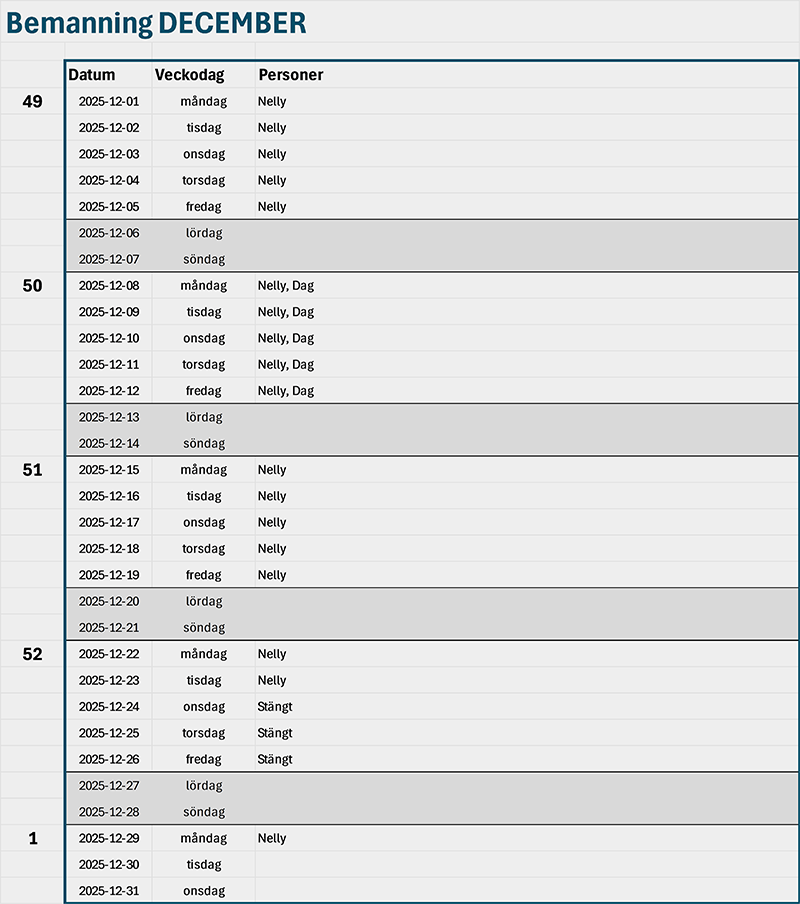 Bemanning DECEMBER
Datum Veckodag Personer
49 2025-12-01 måndag Nelly
2025-12-02 tisdag Nelly
2025-12-03 onsdag Nelly
2025-12-04 torsdag Nelly
2025-12-05 fredag Nelly
2025-12-06 lördag
2025-12-07 söndag
50 2025-12-08 måndag Nelly, Dag
2025-12-09 tisdag Nelly, Dag
2025-12-10 onsdag Nelly, Dag
2025-12-11 torsdag Nelly, Dag
2025-12-12 fredag Nelly, Dag
2025-12-13 lördag
2025-12-14 söndag
51 2025-12-15 måndag Nelly
2025-12-16 tisdag Nelly
2025-12-17 onsdag Nelly
2025-12-18 torsdag Nelly
2025-12-19 fredag Nelly
2025-12-20 lördag
2025-12-21 söndag
52 2025-12-22 måndag Nelly
2025-12-23 tisdag Nelly
2025-12-24 onsdag Stängt
2025-12-25 torsdag Stängt
2025-12-26 fredag Stängt
2025-12-27 lördag
2025-12-28 söndag
1 2025-12-29 måndag Nelly
2025-12-30 tisdag
2025-12-31 onsdag